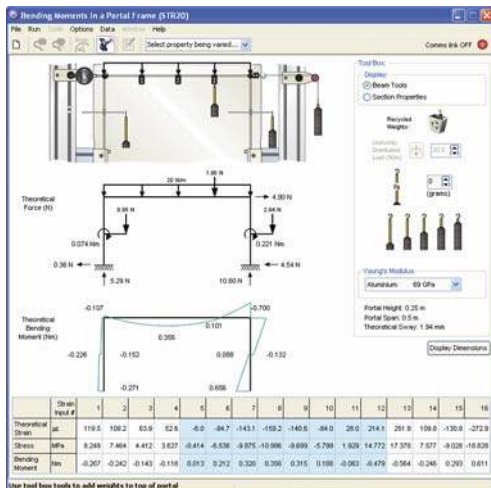 Bending Moments in a Portal Frame (STR20)
File Run Tools Options Data Window Help
Select property being varied...
Comms link OFF
Tool Box:
Display:
Beam Tools
Section Properties
Recycled
Weights:
Uniformly
Distributed
Load (N/m)
20.0
0
(grams)
20 N/m
Theoretical
Force (N)
4.90 N
0.074 Nm
0.221 Nm
2.94 N
0.36 N
4.54 N
5.29 N
Young's Modulus
Aluminium 69 GPa
Portal Height: 0.25 m
Portal Span: 0.5 m
Theoretical Sway: 1.94 mm
Display Dimensions
-0.107
-0.700
Theoretical
Bending
Moment (Nm)
0.101
0.356
-0.226
-0.152
0.088
-0.132
-0.271
0.656
Strain
Input #
1 2 3 4 5 6 7 8 9 10 11 12 13 14 15 16
Theoretical
Strain
µε 119.5 108.2 63.9 52.6 -6.0 -94.7 -143.1 -159.2 -140.6 -84.0 28.0 214.1 251.9 109.8 -130.8 -272.9
Stress MPa 8.249 7.464 4.412 3.627 -0.414 -6.536 -9.875 -10.986 -9.699 -5.799 1.929 14.772 17.378 7.577 -9.028 -18.828
Bending
Moment
Nm -0.267 -0.242 -0.143 -0.118 0.013 0.212 0.320 0.356 0.315 0.188 -0.063 -0.479 -0.564 -0.246 0.293 0.611
Use tool box tools to add weights to top of portal